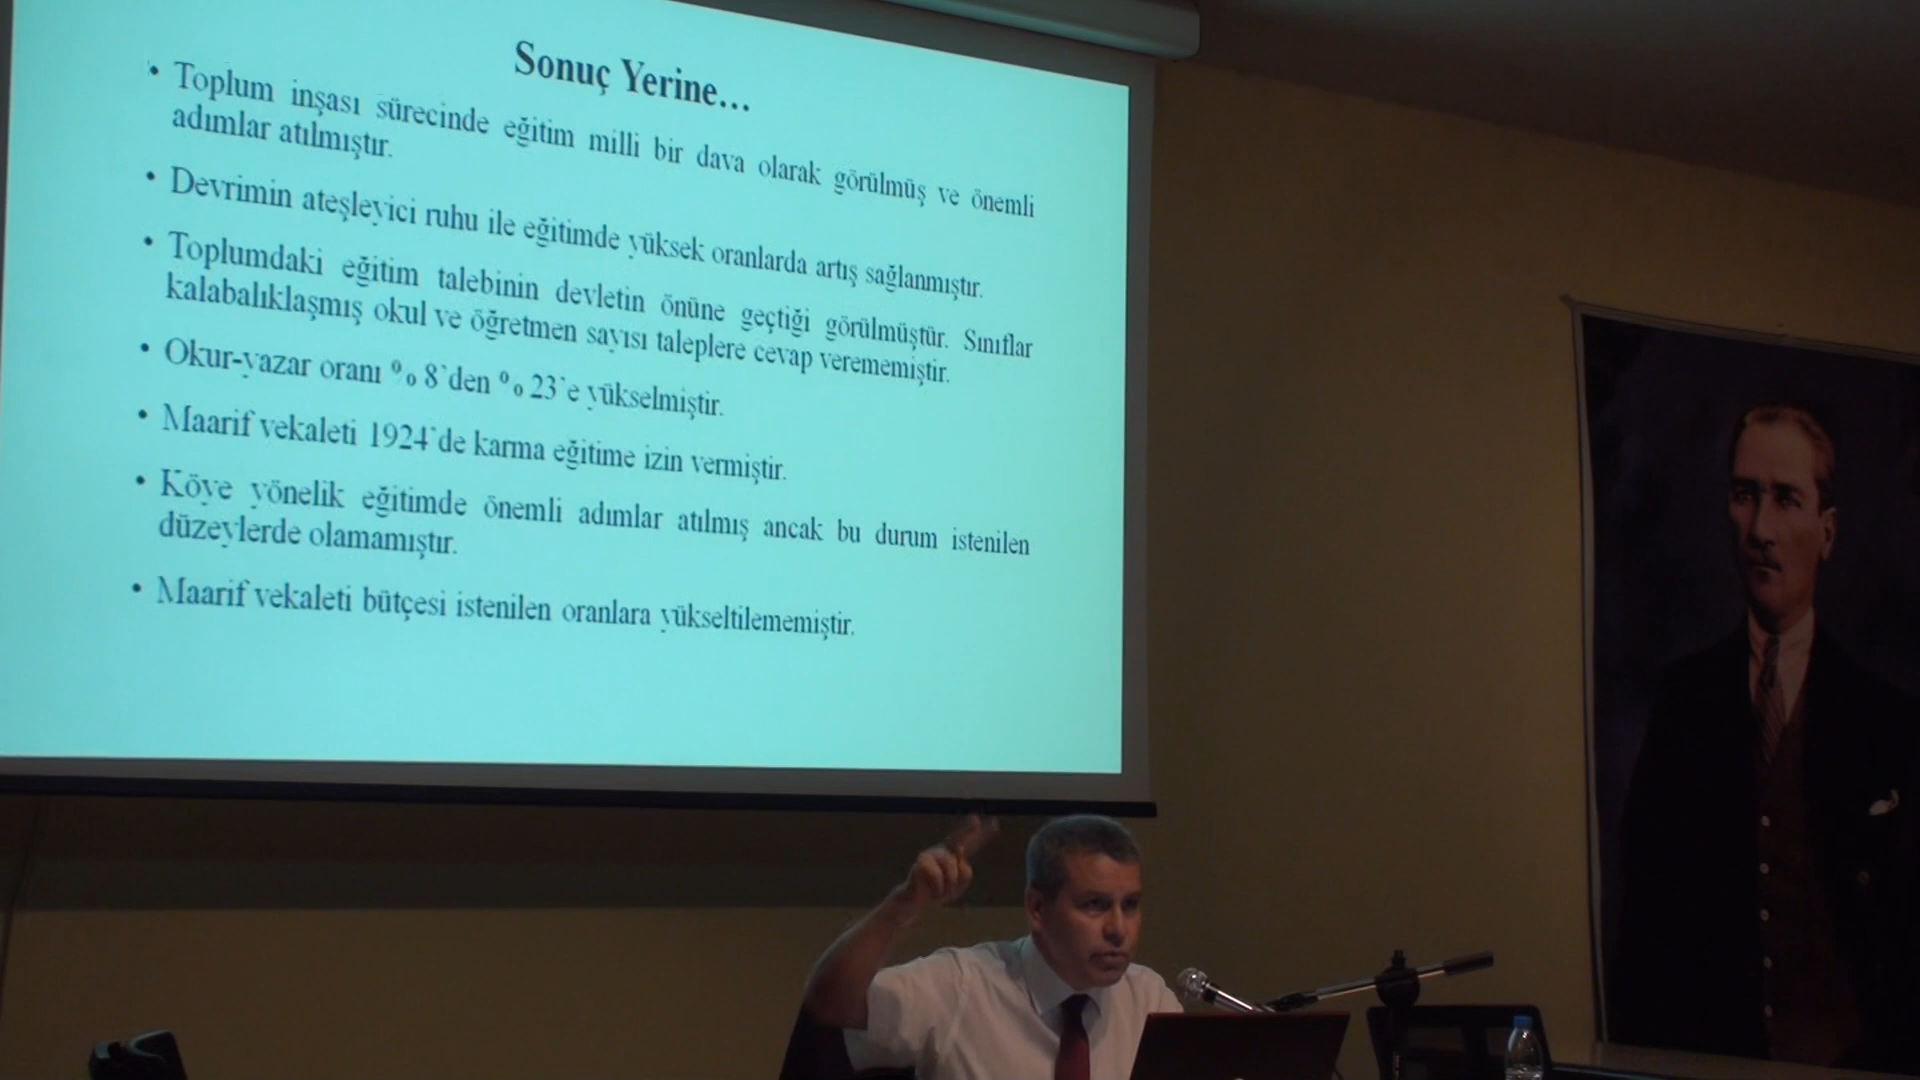 Sonuç Yerine...
• Toplum inşası sürecinde eğitim milli bir dava olarak görülmüş ve önemli
adımlar atılmıştır.
• Devrimin ateşleyici ruhu ile eğitimde yüksek oranlarda artış sağlanmıştır.
• Toplumdaki eğitim talebinin devletin önüne geçtiği görülmüştür. Sınıflar
kalabalıklaşmış okul ve öğretmen sayısı taleplere cevap verememiştir.
• Okur-yazar oranı % 8`den % 23`e yükselmiştir.
• Maarif vekaleti 1924`de karma eğitime izin vermiştir.
• Köye yönelik eğitimde önemli adımlar atılmış ancak bu durum istenilen
düzeylerde olamamıştır.
• Maarif vekaleti bütçesi istenilen oranlara yükseltilememiştir.